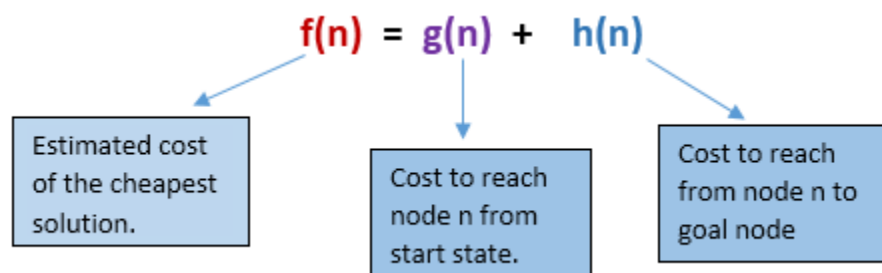 f(n) = g(n) + h(n)
Estimated cost
of the cheapest
solution.
Cost to reach
node n from
start state.
Cost to reach
from node n to
goal node